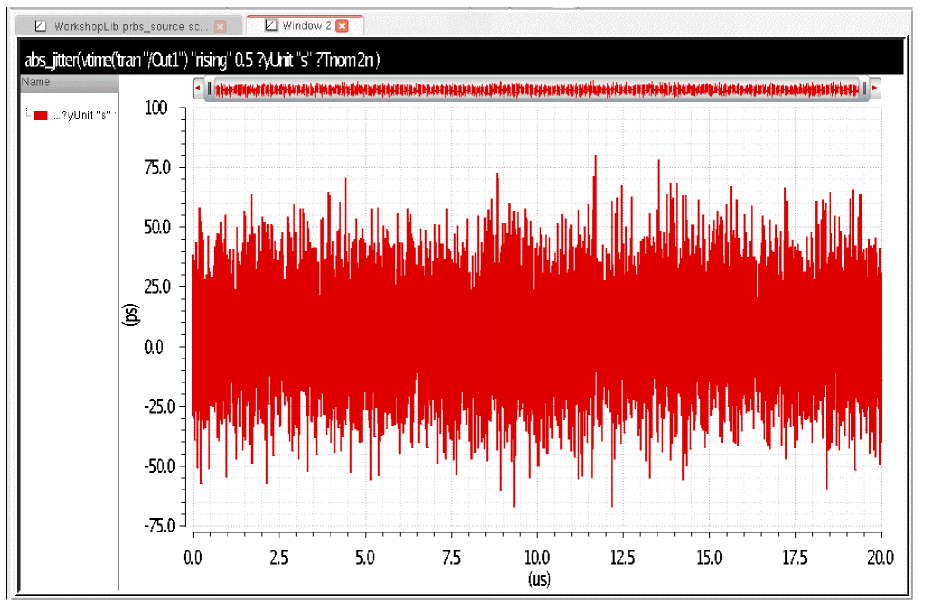 WorkshopLib prbs_source sc...
Window 2
abs_jitter(vtime('tran "/Out1") "rising" 0.5 ?yUnit "s" ?Tnom 2n )
Name
...?yUnit "s"
100
75.0
50.0
25.0
0.0
-25.0
-50.0
-75.0
(ps)
0.0 2.5 5.0 7.5 10.0 12.5 15.0 17.5 20.0
(us)